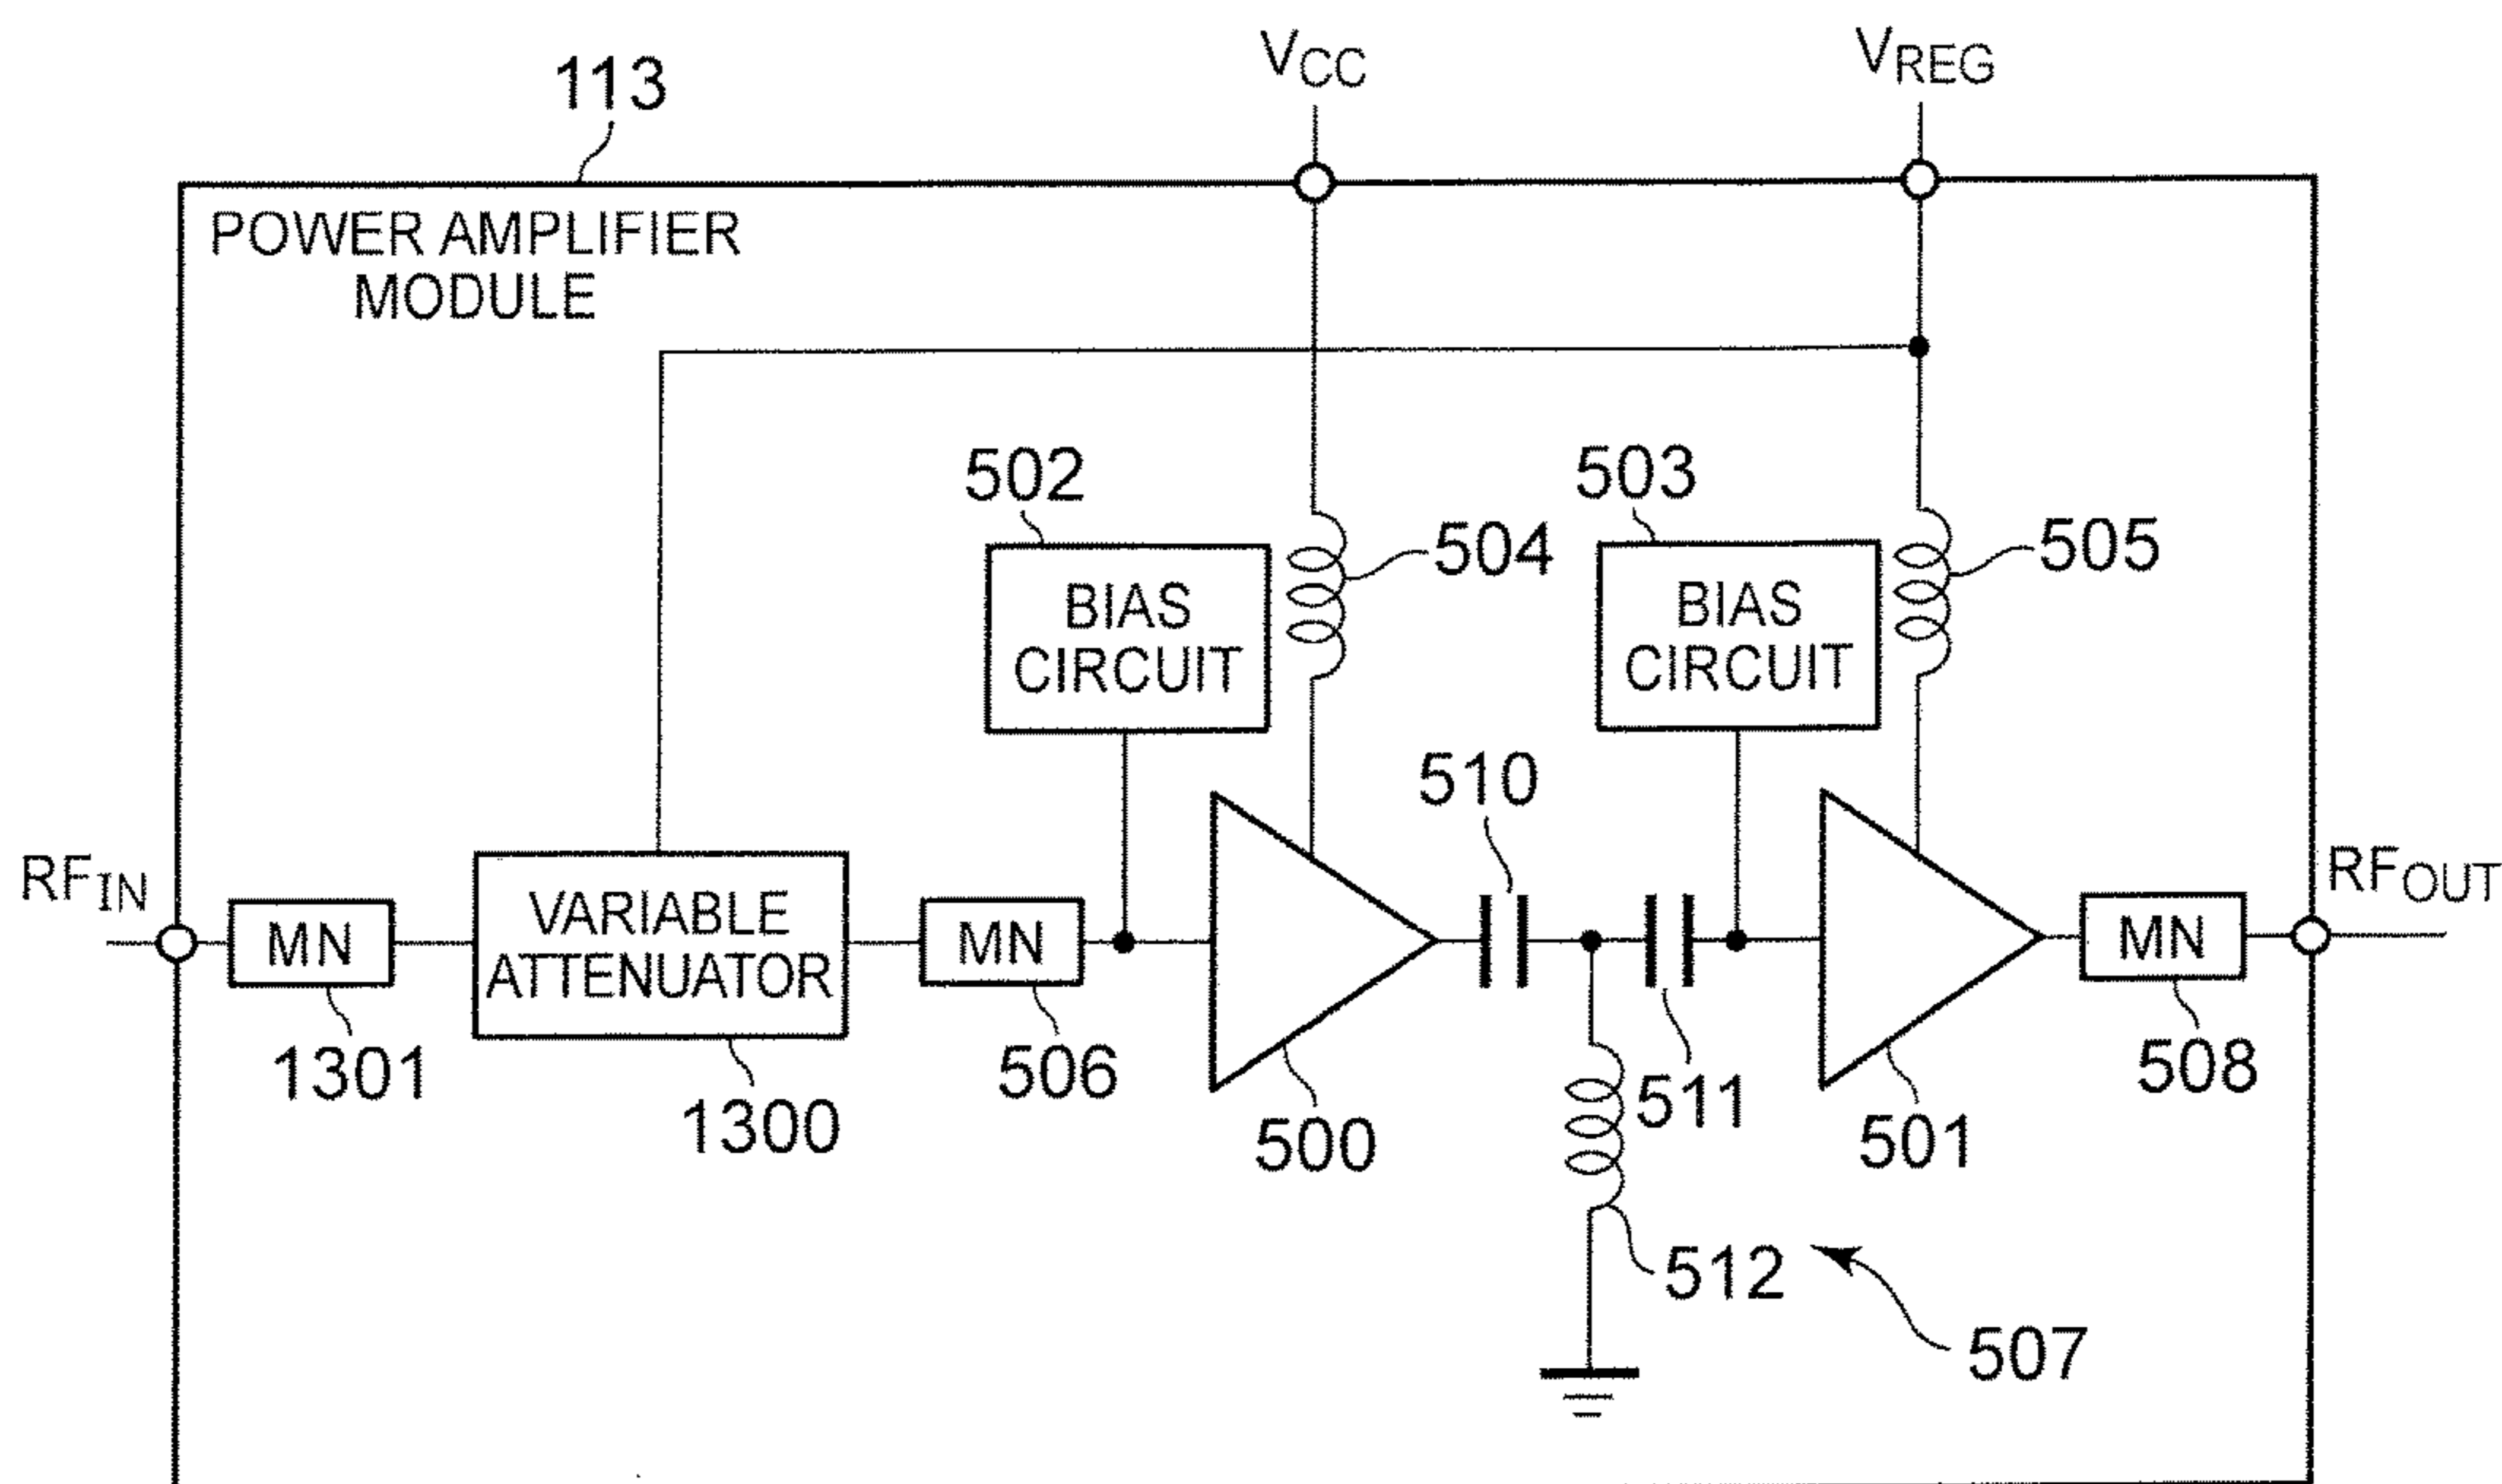 113
VCC
VREG
POWER AMPLIFIER
MODULE
502
503
504
505
BIAS
CIRCUIT
BIAS
CIRCUIT
510
RFIN
MN
VARIABLE
ATTENUATOR
MN
MN
RFOUT
1301
1300
506
500
511
501
508
512
507